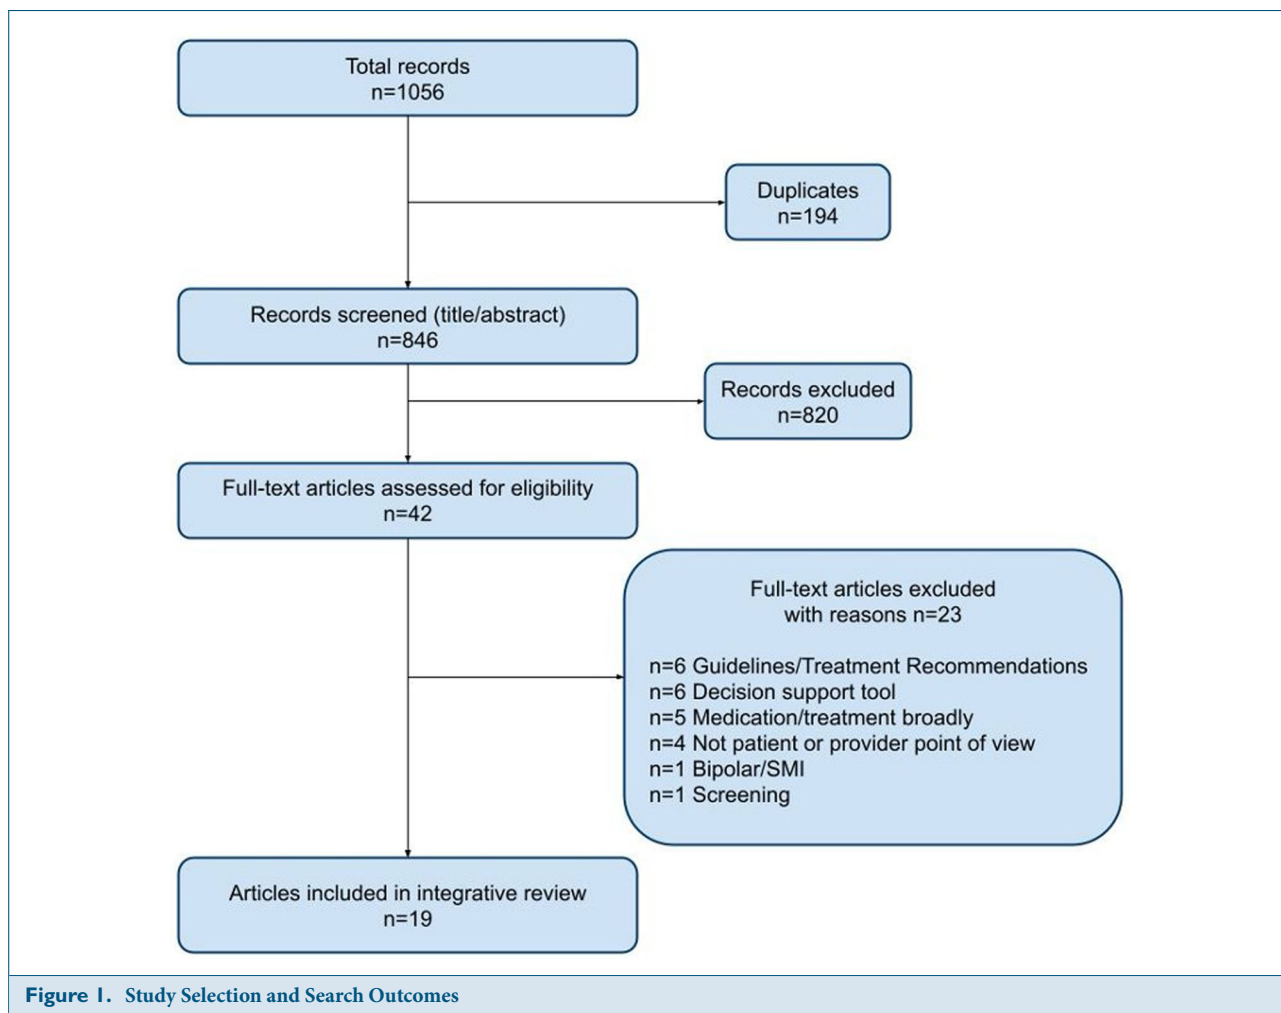 Total records
n=1056
Duplicates
n=194
Records screened (title/abstract)
n=846
Records excluded
n=820
Full-text articles assessed for eligibility
n=42
Full-text articles excluded
with reasons n=23
n=6 Guidelines/Treatment Recommendations
n=6 Decision support tool
n=5 Medication/treatment broadly
n=4 Not patient or provider point of view
n=1 Bipolar/SMI
n=1 Screening
Articles included in integrative review
n=19
Figure 1. Study Selection and Search Outcomes